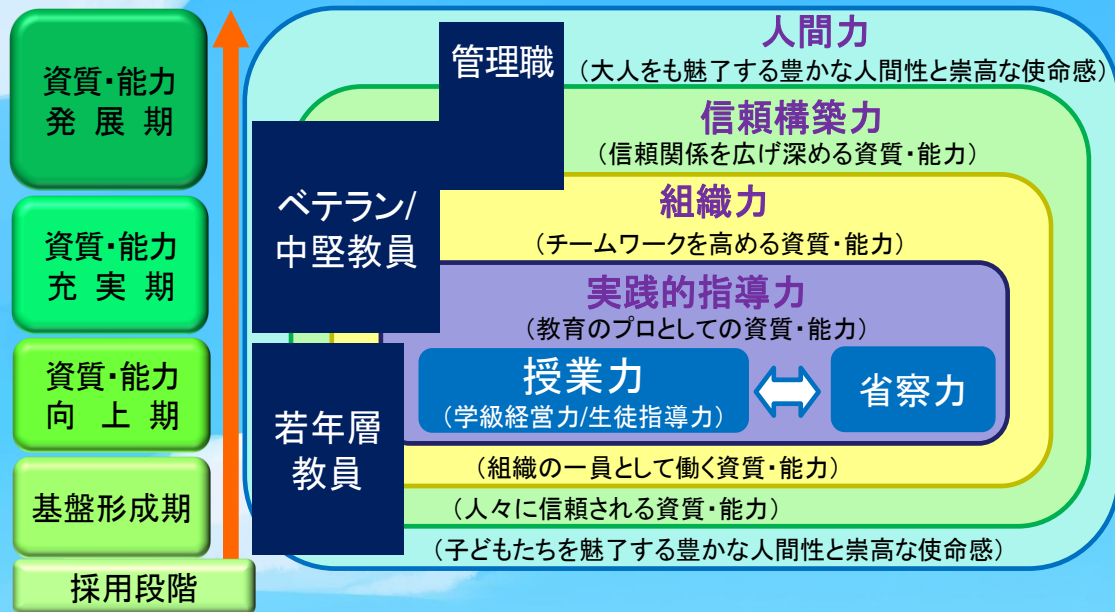 資質・能力
発 展 期
資質・能力
充 実 期
資質・能力
向 上 期
基盤形成期
採用段階
管理職
ベテラン/
中堅教員
若年層
教員
人間力
(大人をも魅了する豊かな人間性と崇高な使命感)
信頼構築力
(信頼関係を広げ深める資質・能力)
組織力
(チームワークを高める資質・能力)
実践的指導力
(教育のプロとしての資質・能力)
授業力
(学級経営力/生徒指導力)
省察力
(組織の一員として働く資質・能力)
(人々に信頼される資質・能力)
(子どもたちを魅了する豊かな人間性と崇高な使命感)